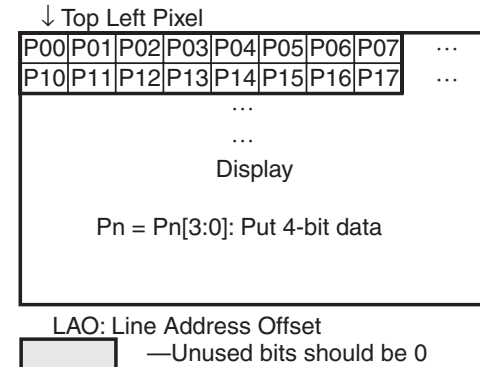 ↓ Top Left Pixel
P00 P01 P02 P03 P04 P05 P06 P07 ...
P10 P11 P12 P13 P14 P15 P16 P17 ...
...
...
Display
Pn = Pn[3:0]: Put 4-bit data
LAO: Line Address Offset
—Unused bits should be 0